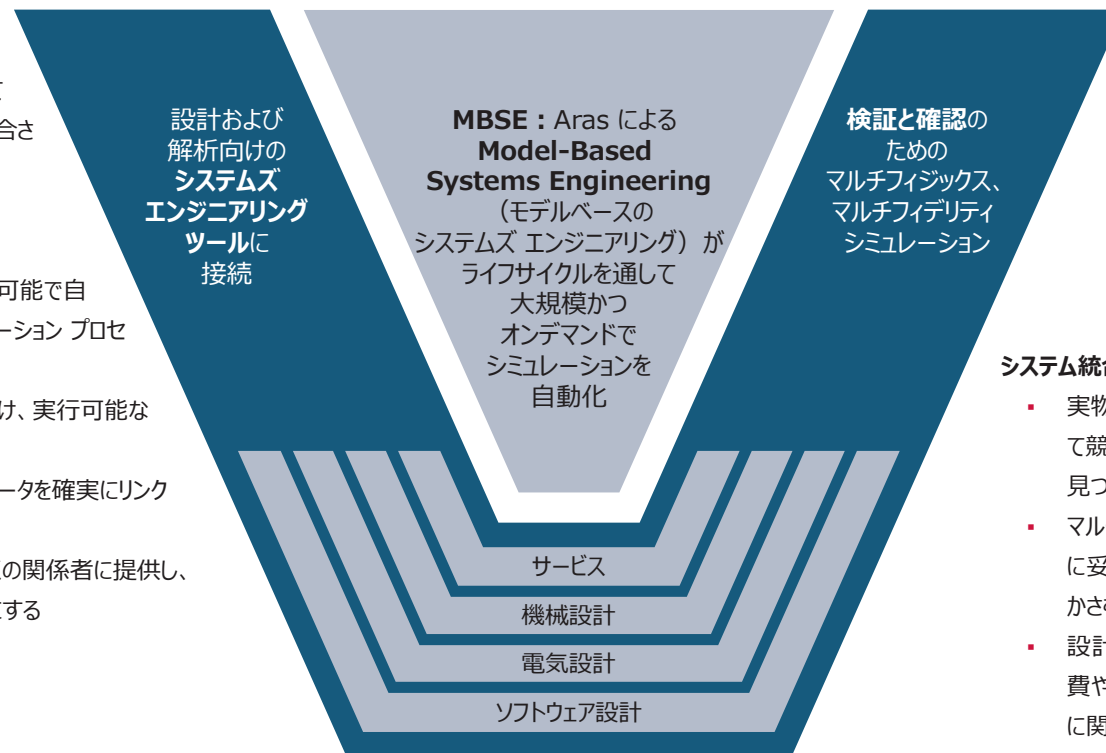 合さ
可能で自
ーション プロセ
け、実行可能な
ータを確実にリンク
の関係者に提供し、
する
設計および
解析向けの
システムズ
エンジニアリング
ツールに
接続
MBSE：Aras による
Model-Based
Systems Engineering
（モデルベースの
システムズ エンジニアリング）が
ライフサイクルを通して
大規模かつ
オンデマンドで
シミュレーションを
自動化
検証と確認の
ための
マルチフィジックス、
マルチフィデリティ
シミュレーション
サービス
機械設計
電気設計
ソフトウェア設計
システム統
▪ 実物
て競
見つ
▪ マル
に妥
かさ
▪ 設計
費や
に関